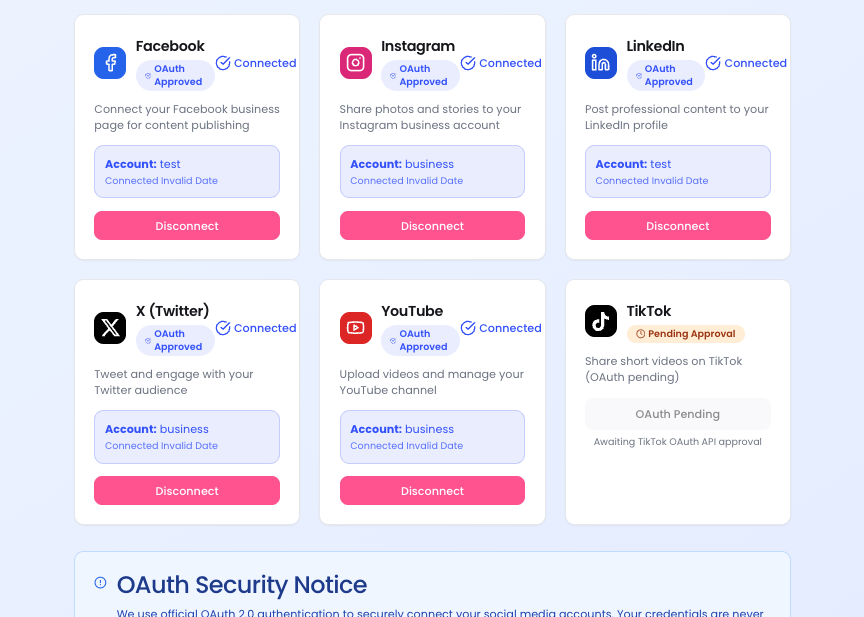 Facebook
OAuth
Approved
Connected
Connect your Facebook business
page for content publishing
Account: test
Connected Invalid Date
Disconnect
Instagram
OAuth
Approved
Connected
Share photos and stories to your
Instagram business account
Account: business
Connected Invalid Date
Disconnect
LinkedIn
OAuth
Approved
Connected
Post professional content to your
LinkedIn profile
Account: test
Connected Invalid Date
Disconnect
X (Twitter)
OAuth
Approved
Connected
Tweet and engage with your
Twitter audience
Account: business
Connected Invalid Date
Disconnect
YouTube
OAuth
Approved
Connected
Upload videos and manage your
YouTube channel
Account: business
Connected Invalid Date
Disconnect
TikTok
Pending Approval
Share short videos on TikTok
(OAuth pending)
OAuth Pending
Awaiting TikTok OAuth API approval
OAuth Security Notice
We use official OAuth 2.0 authentication to securely connect your social media accounts. Your credentials are never